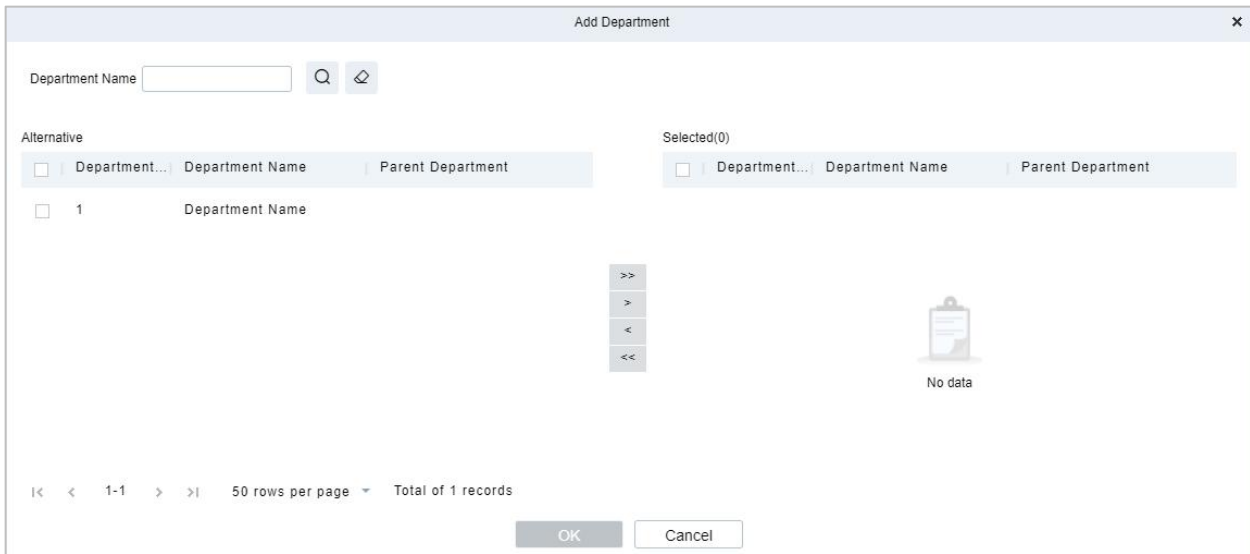 Add Department
Department Name
Alternative
Selected(0)
Department... Department Name Parent Department
Department... Department Name Parent Department
1 Department Name
>>
>
<
<<
No data
1-1
50 rows per page
Total of 1 records
OK
Cancel